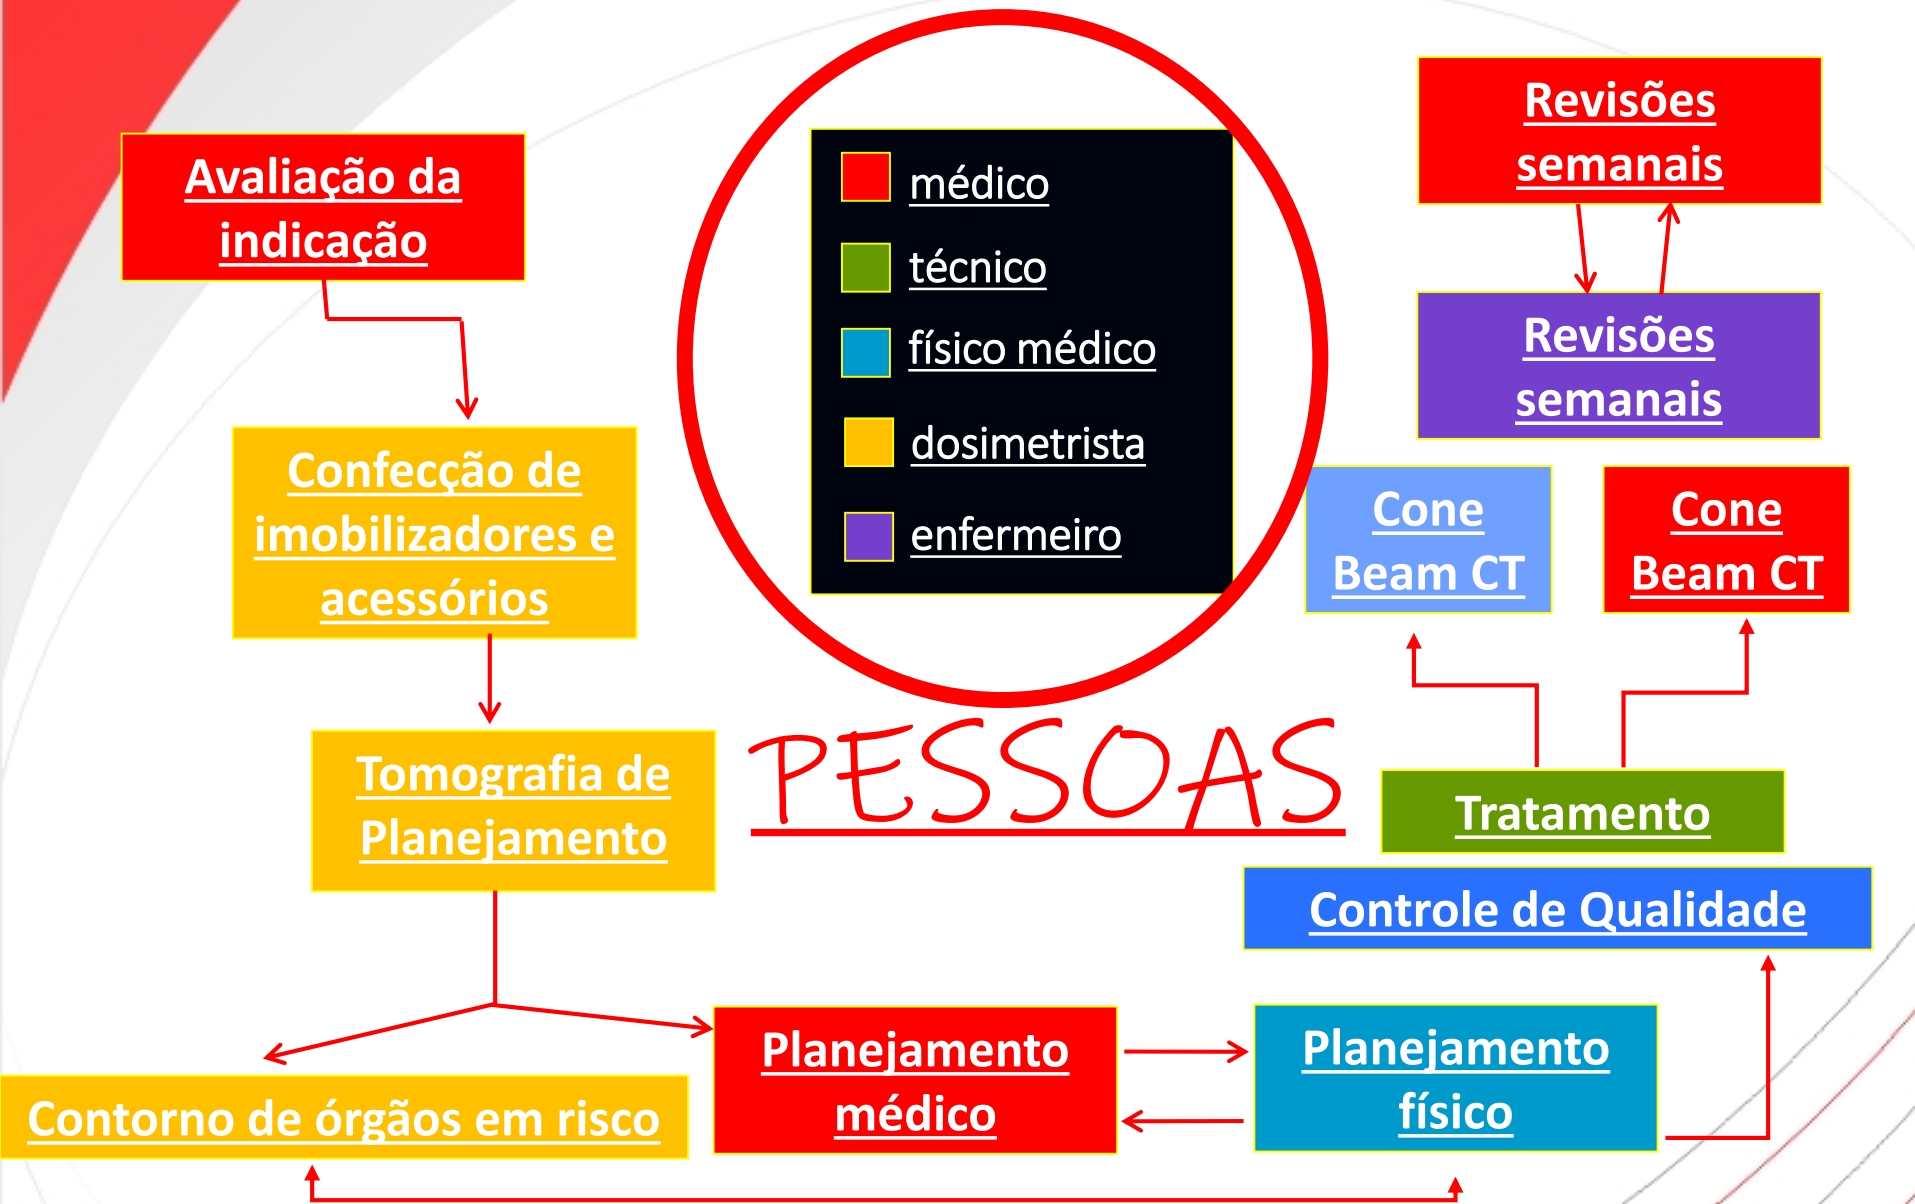 Avaliação da
indicação
Confecção de
imobilizadores e
acessórios
Tomografia de
Planejamento
Contorno de órgãos em risco
médico
técnico
físico médico
dosimetrista
enfermeiro
PESSOAS
Planejamento
médico
Planejamento
físico
Revisões
semanais
Revisões
semanais
Cone
Beam CT
Cone
Beam CT
Tratamento
Controle de Qualidade